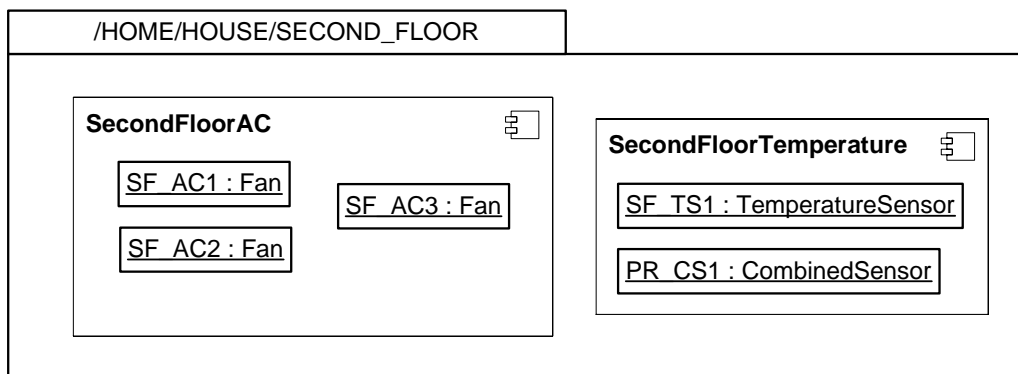 /HOME/HOUSE/SECOND_FLOOR
SecondFloorAC
SF_AC1 : Fan
SF_AC3 : Fan
SF_AC2 : Fan
SecondFloorTemperature
SF_TS1 : TemperatureSensor
PR_CS1 : CombinedSensor